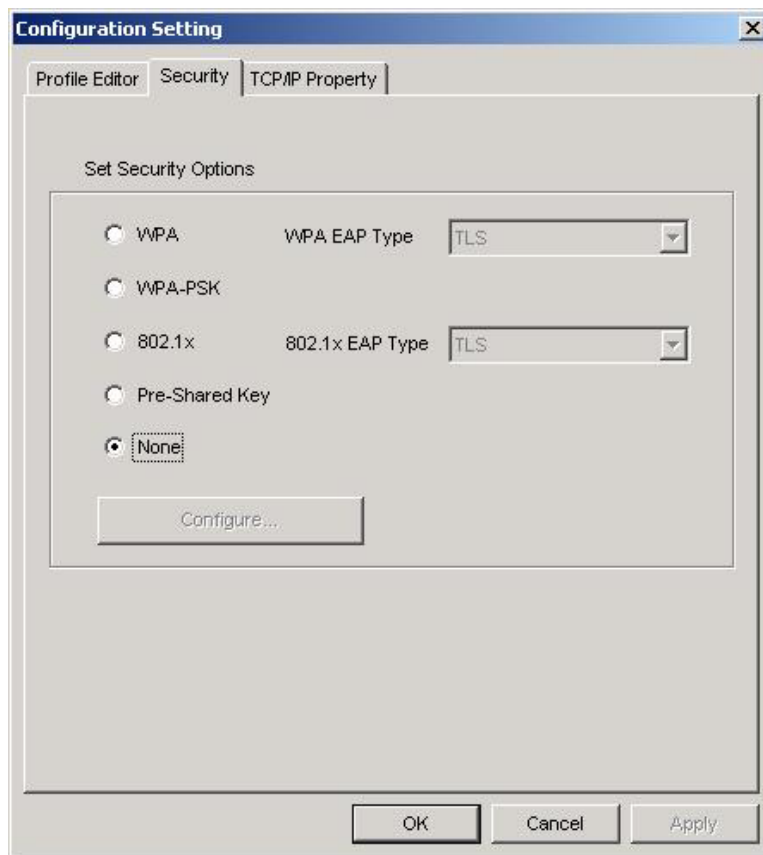 Configuration Setting
Profile Editor Security TCP/IP Property
Set Security Options
WPA WPA EAP Type TLS
WPA-PSK
802.1x 802.1x EAP Type TLS
Pre-Shared Key
None
Configure...
OK Cancel Apply